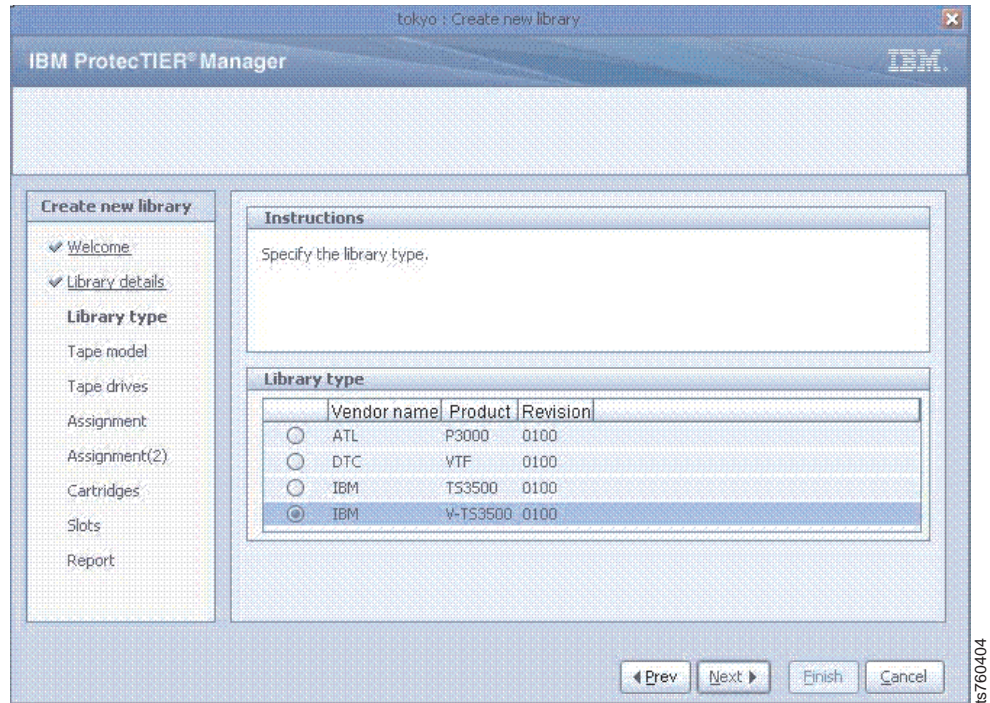 tokyo : Create new library
IBM ProtecTIER® Manager
IBM.
Create new library
Welcome
Library details
Library type
Tape model
Tape drives
Assignment
Assignment(2)
Cartridges
Slots
Report
Instructions
Specify the library type.
Library type
Vendor name Product Revision
ATL P3000 0100
DTC VTF 0100
IBM TS3500 0100
IBM V-TS3500 0100
Prev Next Finish Cancel
ts760404